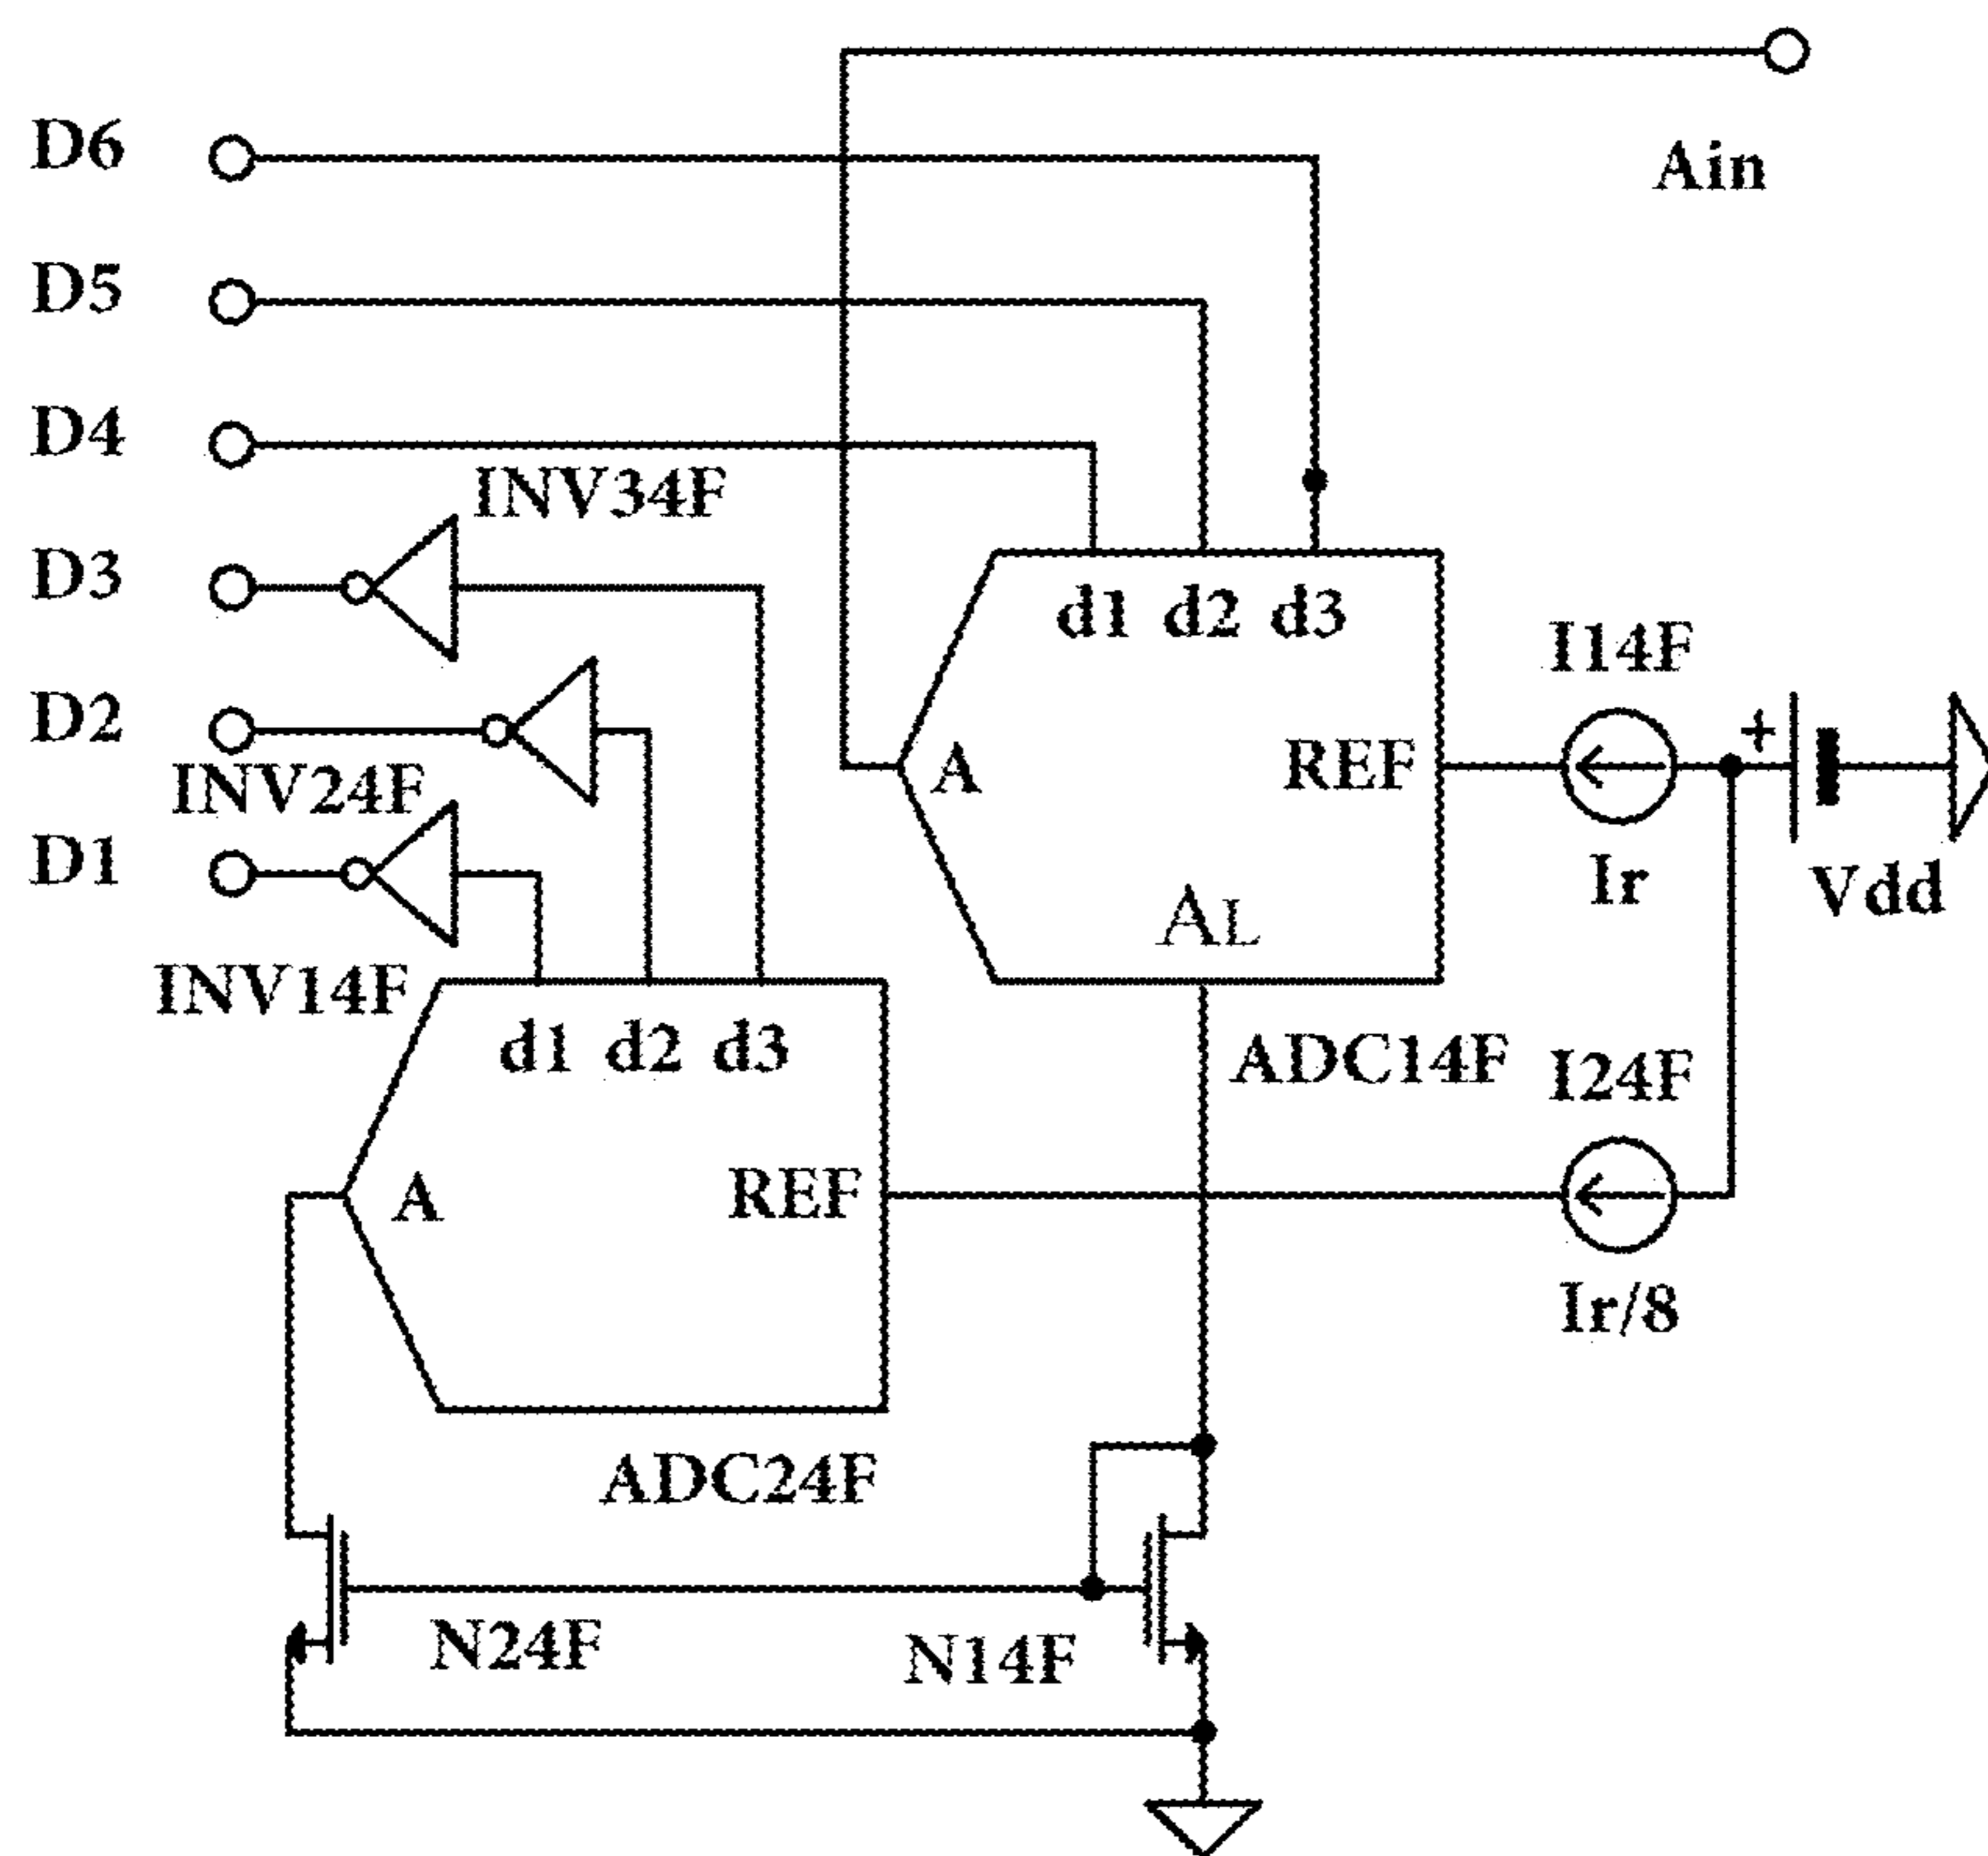 D6
Ain
D5
D4
INV34F
D3
d1 d2 d3
I14F
D2
+
INV24F
A
REF
D1
Ir
Vdd
AL
INV14F
d1 d2 d3
ADC14F
I24F
A
REF
Ir/8
ADC24F
N24F
N14F